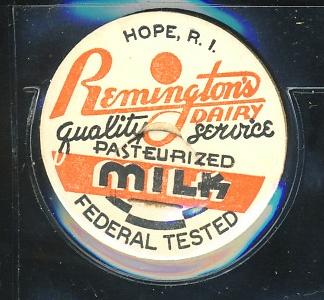 HOPE, R. I.
Remington's
DAIRY
Quality Service
PASTEURIZED
MILK
FEDERAL TESTED